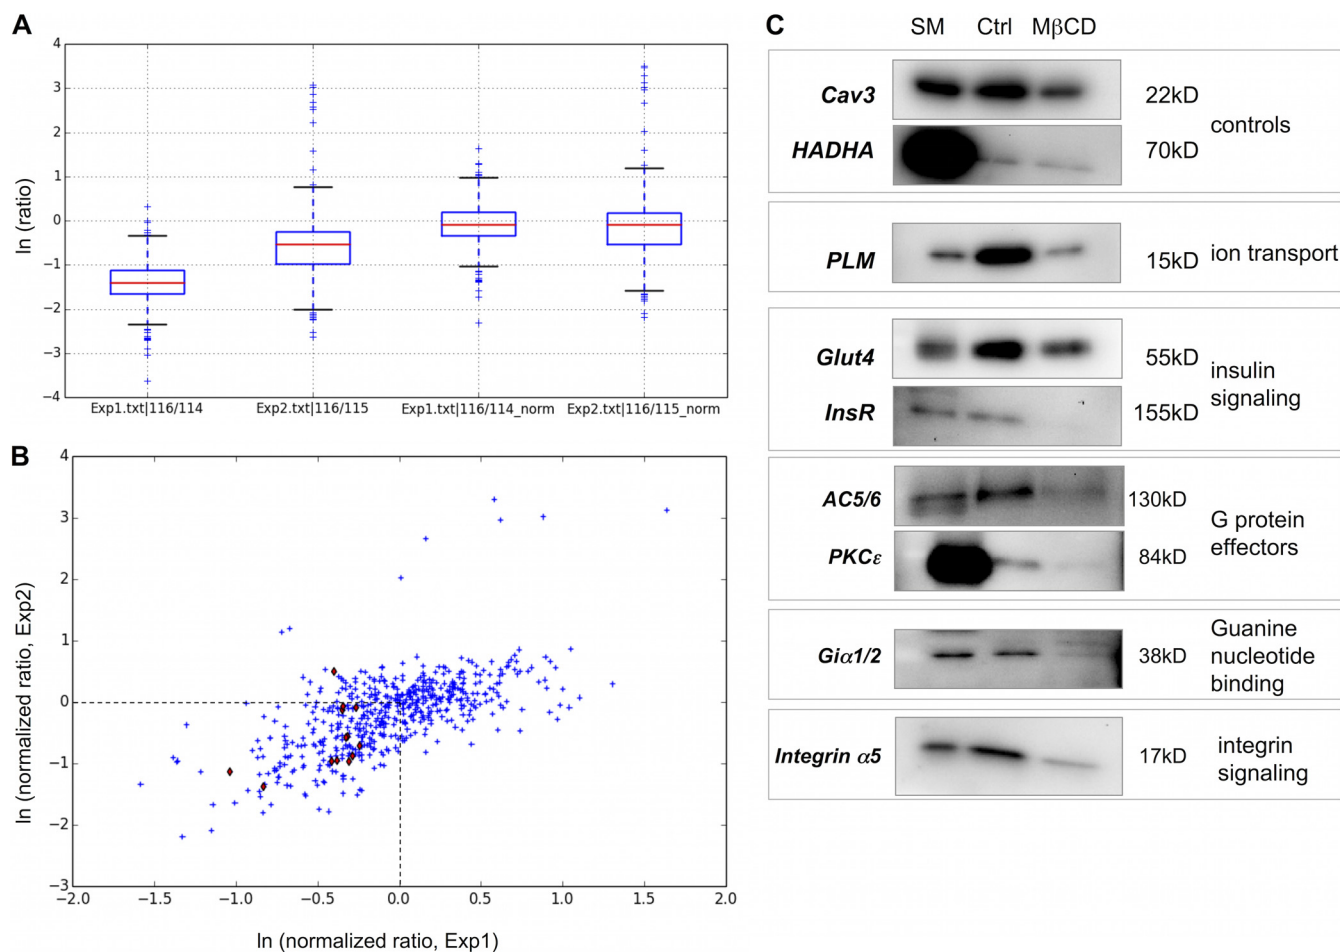 A
4
3
2
1
0
−1
−2
−3
−4
ln (ratio)
Exp1.txt|116/114
Exp2.txt|116/115
Exp1.txt|116/114_norm
Exp2.txt|116/115_norm
B
4
3
2
1
0
−1
−2
−3
ln (normalized ratio, Exp2)
−2.0
−1.5
−1.0
−0.5
0.0
0.5
1.0
1.5
2.0
ln (normalized ratio, Exp1)
C
SM Ctrl MβCD
Cav3 22kD
HADHA 70kD
controls
PLM 15kD
ion transport
Glut4 55kD
InsR 155kD
insulin
signaling
AC5/6 130kD
PKCε 84kD
G protein
effectors
Giα1/2 38kD
Guanine
nucleotide
binding
Integrin α5 17kD
integrin
signaling